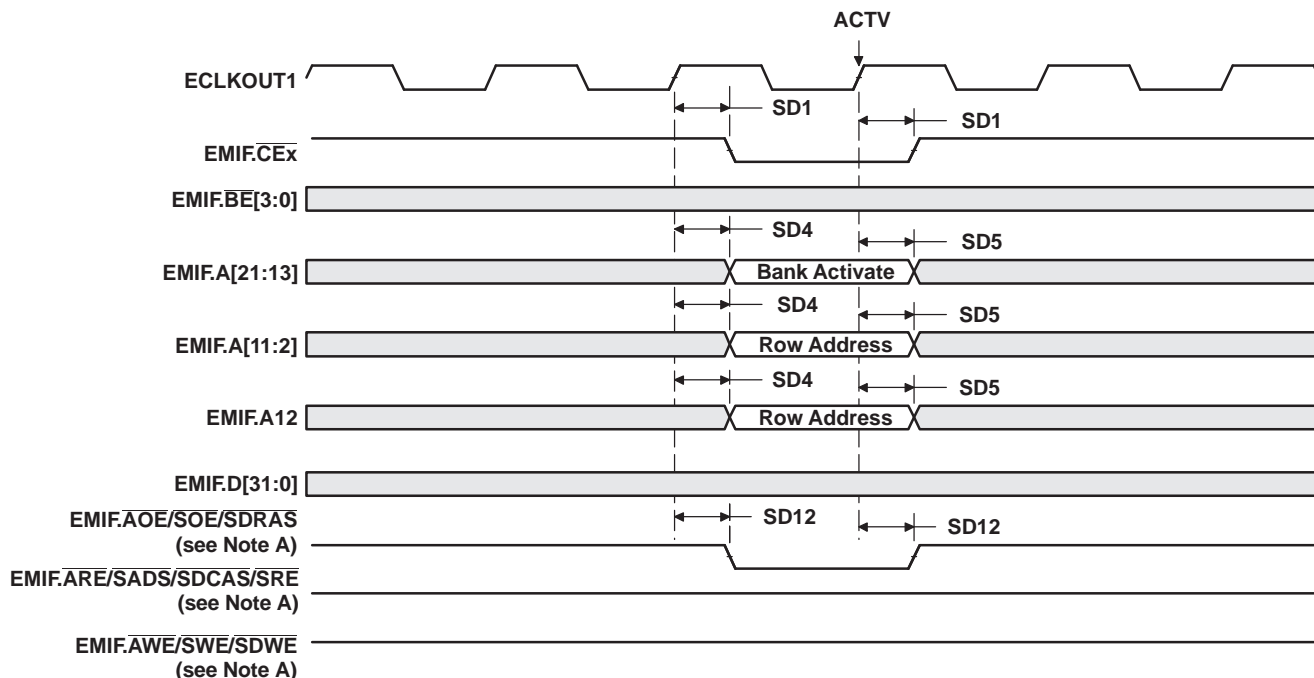 ACTV
ECLKOUT1
SD1
SD1
EMIF.CEx
EMIF.BE[3:0]
SD4
SD5
EMIF.A[21:13]
Bank Activate
SD4
SD5
EMIF.A[11:2]
Row Address
SD4
SD5
EMIF.A12
Row Address
EMIF.D[31:0]
EMIF.AOE/SOE/SDRAS
(see Note A)
SD12
SD12
EMIF.ARE/SADS/SDCAS/SRE
(see Note A)
EMIF.AWE/SWE/SDWE
(see Note A)